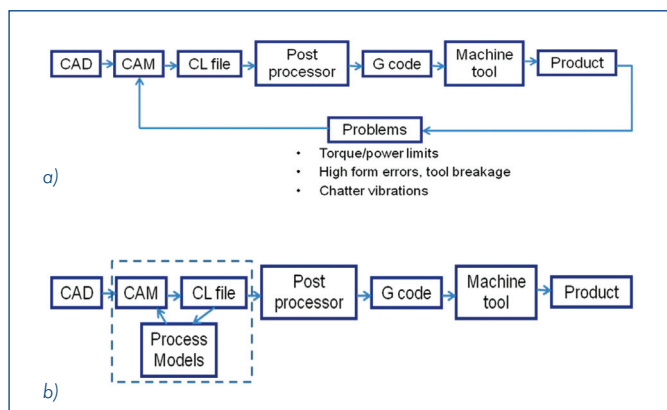 CAD
CAM
CL file
Post
processor
G code
Machine
tool
Product
Problems
• Torque/power limits
• High form errors, tool breakage
• Chatter vibrations
a)
CAD
CAM
CL file
Post
processor
G code
Machine
tool
Product
Process
Models
b)